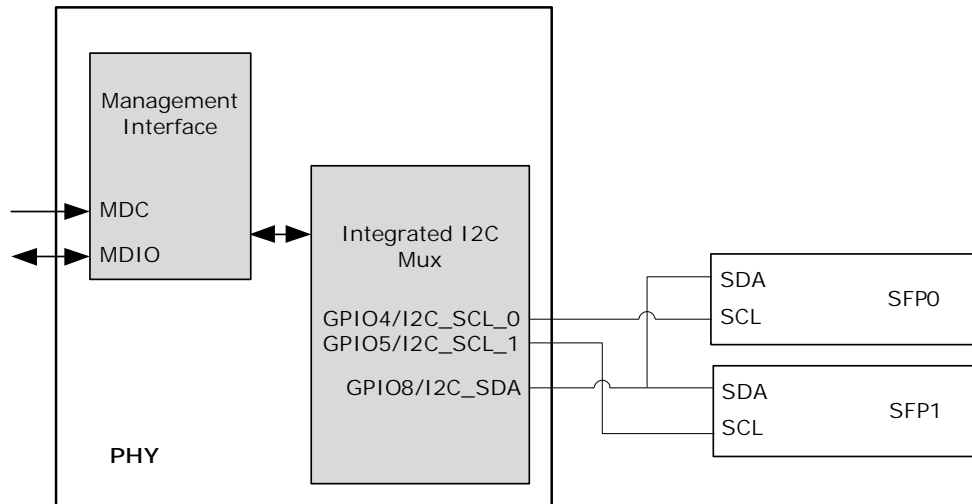 Management
Interface
MDC
MDIO
Integrated I2C
Mux
GPIO4/I2C_SCL_0
GPIO5/I2C_SCL_1
GPIO8/I2C_SDA
PHY
SDA
SFP0
SCL
SDA
SFP1
SCL